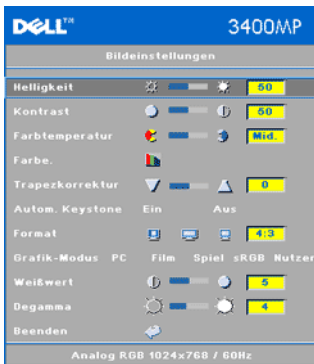 DELL™ 3400MP
Bildeinstellungen
Helligkeit 50
Kontrast 50
Farbtemperatur Mid.
Farbe.
Trapezkorrektur 0
Autom. Keystone Ein Aus
Format 4:3
Grafik-Modus PC Film Spiel sRGB Nutzer
Weißwert 5
Degamma 4
Beenden
Analog RGB 1024x768 / 60Hz